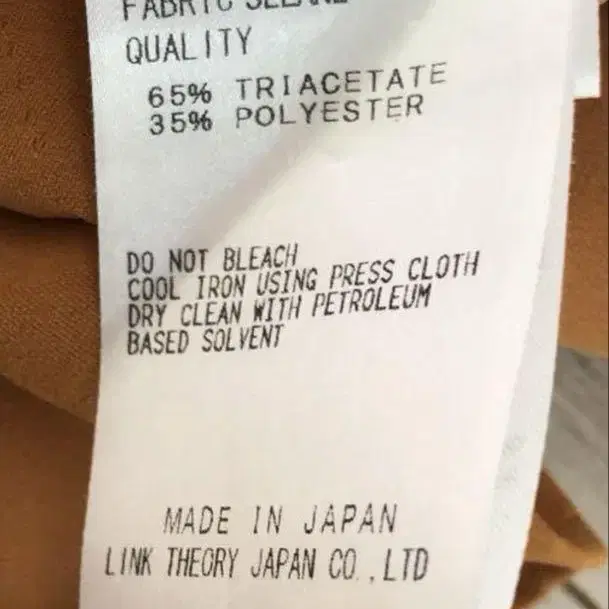 FABRIC
QUALITY
65% TRIACETATE
35% POLYESTER
DO NOT BLEACH
COOL IRON USING PRESS CLOTH
DRY CLEAN WITH PETROLEUM
BASED SOLVENT
MADE IN JAPAN
LINK THEORY JAPAN CO.,LTD